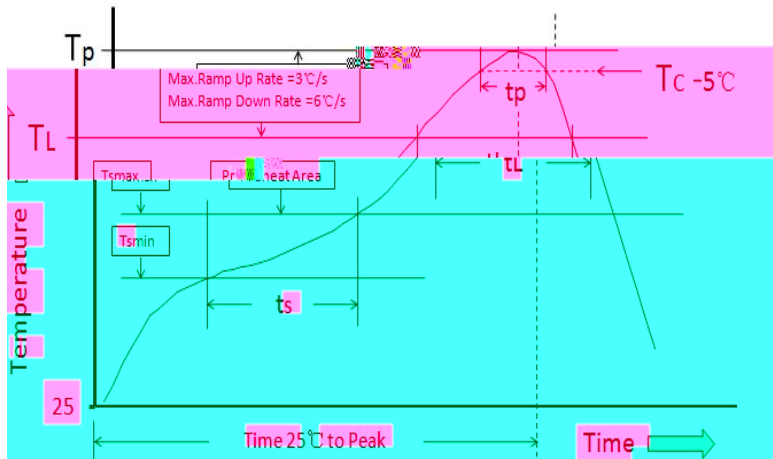 Tp
Max.Ramp Up Rate =3℃/s
Max.Ramp Down Rate =6℃/s
TC -5℃
tp
TL
tL
Tsmax
Area
Tsmin
ts
Temperature
25
Time 25℃ to Peak
Time